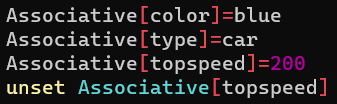 Associative[color]=blue
Associative[type]=car
Associative[topspeed]=200
unset Associative[topspeed]